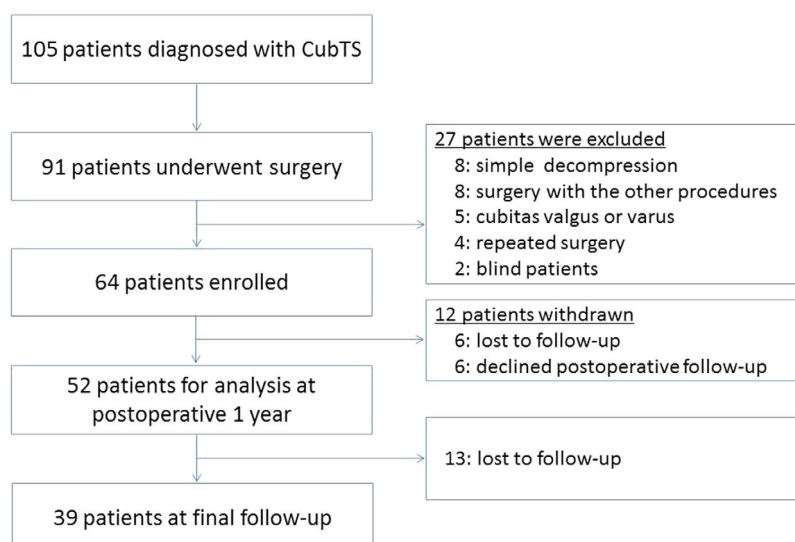 105 patients diagnosed with CubTS
91 patients underwent surgery
27 patients were excluded
8: simple decompression
8: surgery with the other procedures
5: cubitas valgus or varus
4: repeated surgery
2: blind patients
64 patients enrolled
12 patients withdrawn
6: lost to follow-up
6: declined postoperative follow-up
52 patients for analysis at
postoperative 1 year
13: lost to follow-up
39 patients at final follow-up